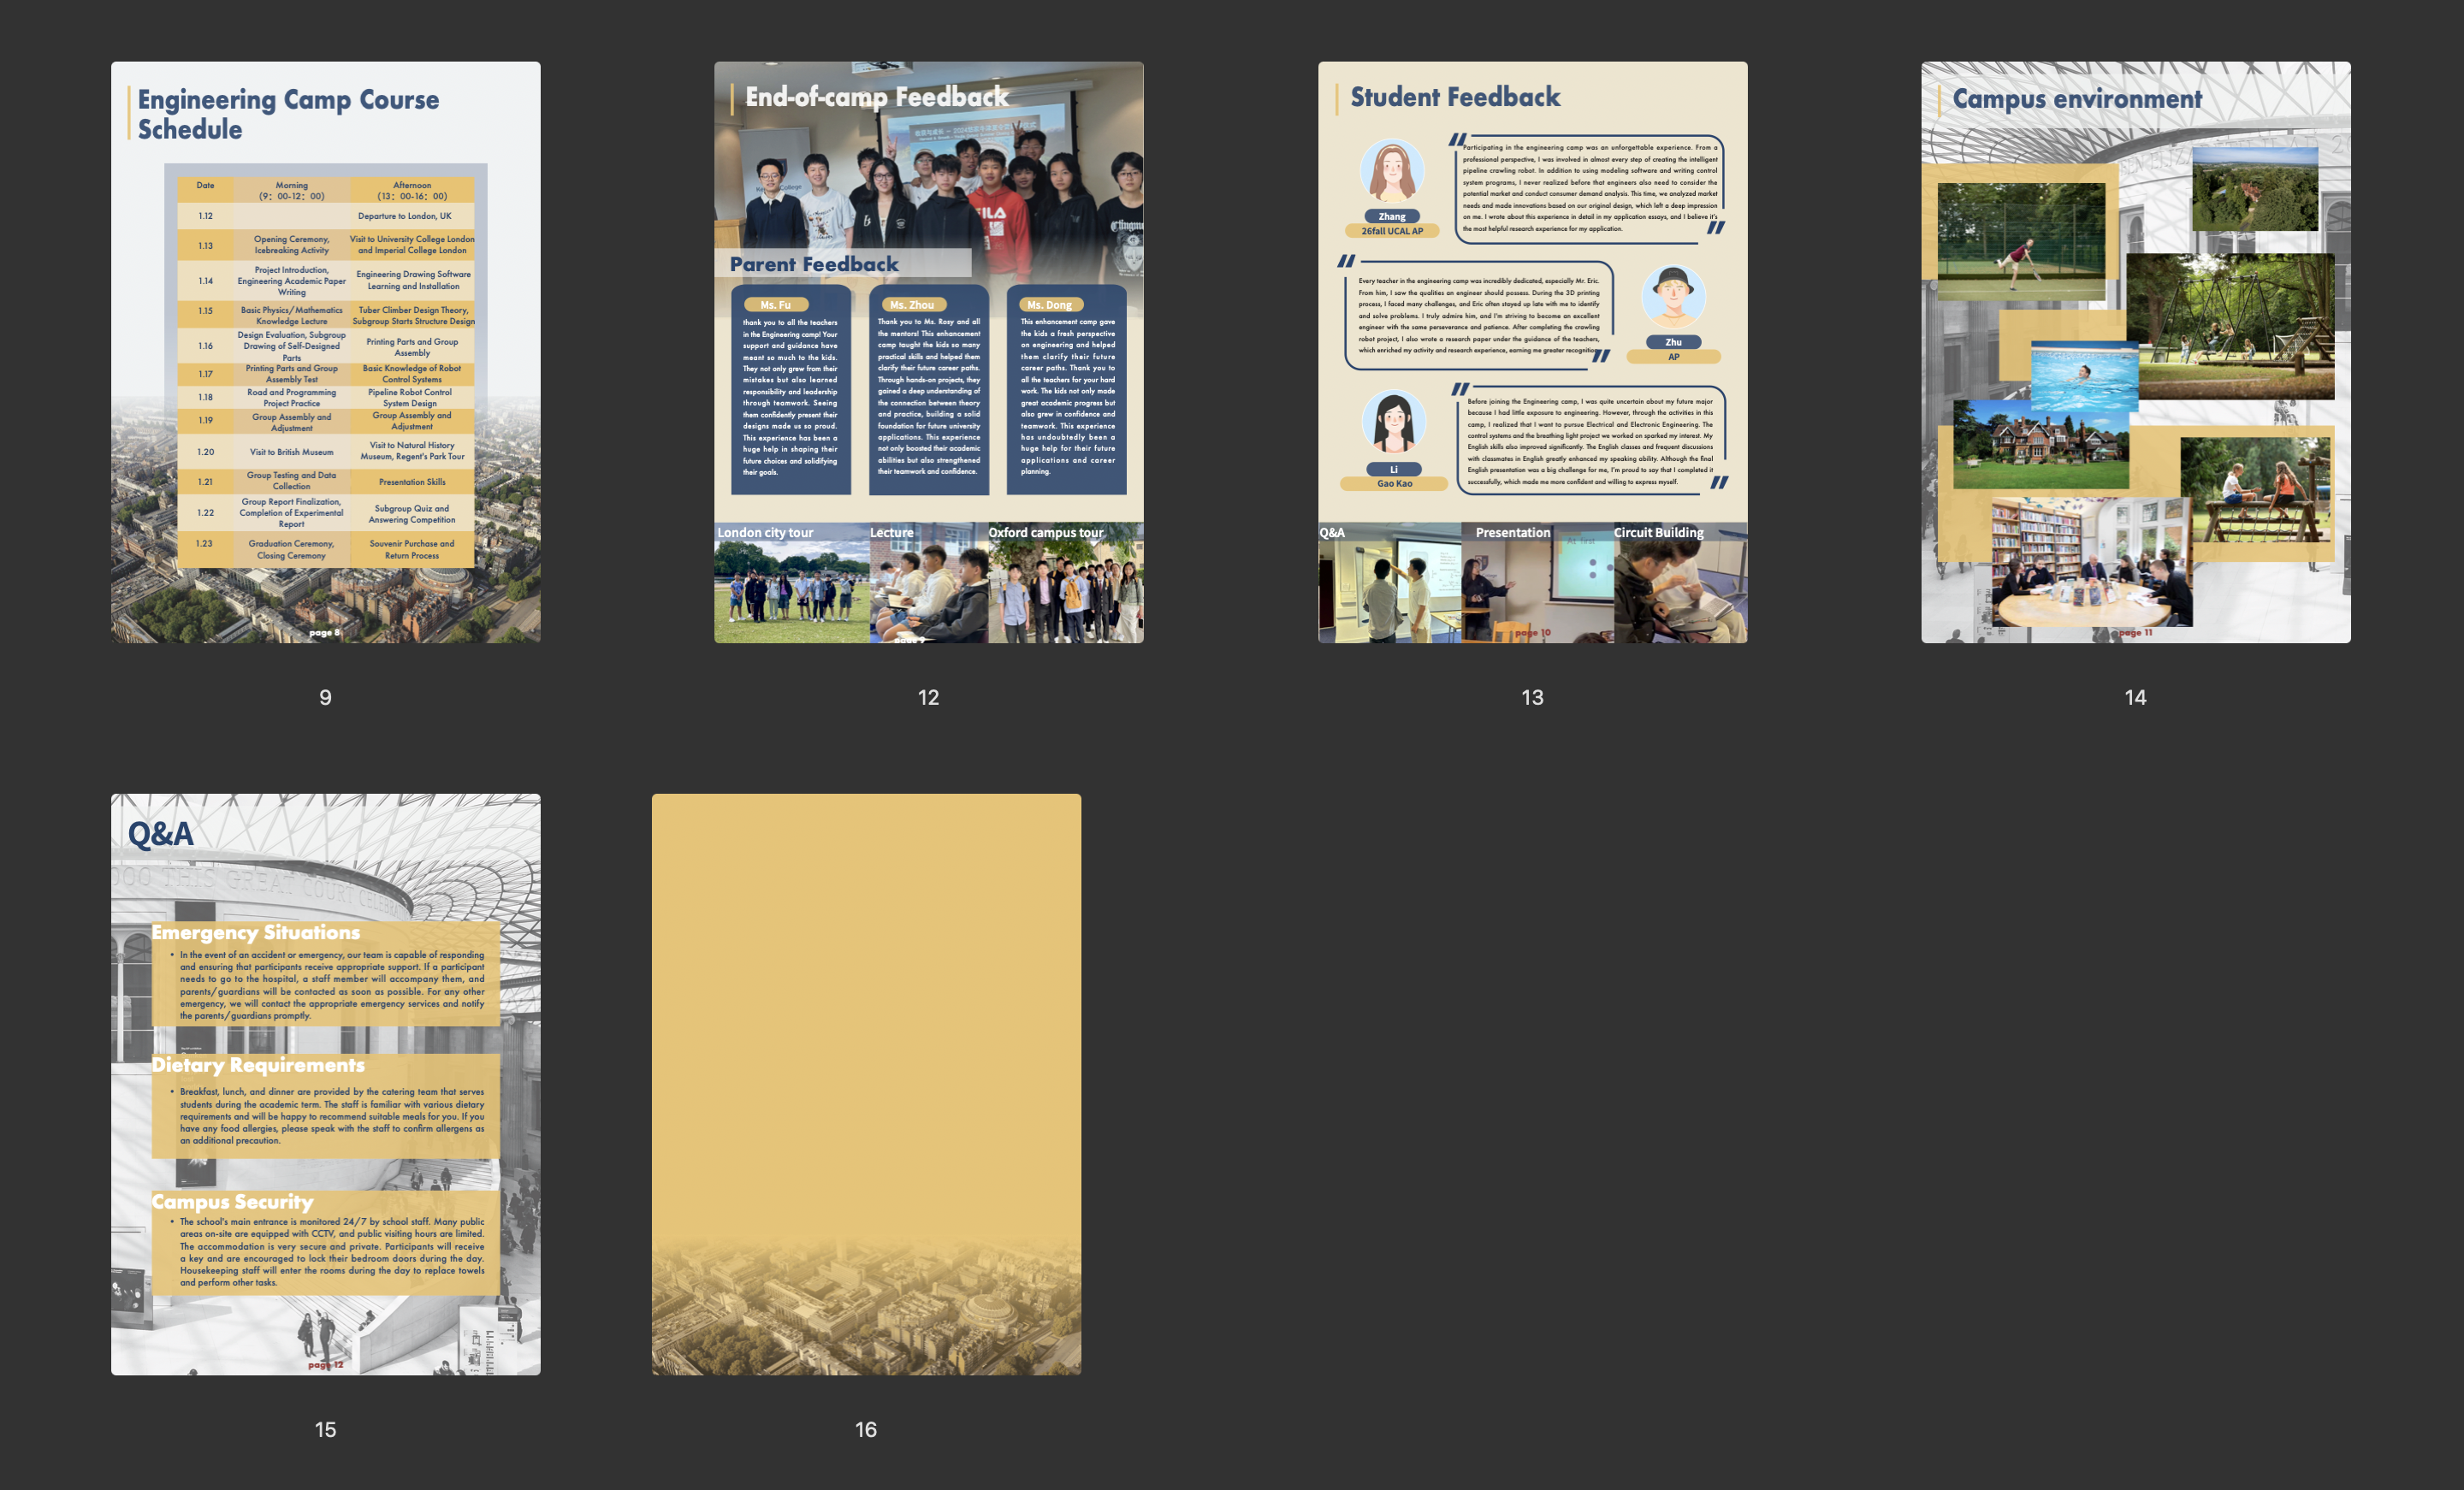 Engineering Camp Course
Schedule
Date
Morning
(9：00-12：00)
Afternoon
(13：00-16：00)
1.12
Departure to London, UK
1.13
Opening Ceremony,
Icebreaking Activity
Visit to University College London
and Imperial College London
1.14
Project Introduction,
Engineering Academic Paper
Writing
Engineering Drawing Software
Learning and Installation
1.15
Basic Physics/Mathematics
Knowledge Lecture
Tuber Climber Design Theory,
Subgroup Starts Structure Design
1.16
Design Evaluation, Subgroup
Drawing of Self-Designed
Parts
Printing Parts and Group
Assembly
1.17
Printing Parts and Group
Assembly Test
Basic Knowledge of Robot
Control Systems
1.18
Road and Programming
Project Practice
Pipeline Robot Control
System Design
1.19
Group Assembly and
Adjustment
Group Assembly and
Adjustment
1.20
Visit to British Museum
Visit to Natural History
Museum, Regent's Park Tour
1.21
Group Testing and Data
Collection
Presentation Skills
1.22
Group Report Finalization,
Completion of Experimental
Report
Subgroup Quiz and
Answering Competition
1.23
Graduation Ceremony,
Closing Ceremony
Souvenir Purchase and
Return Process
page 8
9
End-of-camp Feedback
Parent Feedback
Ms. Fu
thank you to all the teachers
in the Engineering camp! Your
support and guidance have
meant so much to the kids.
They not only grew from their
mistakes but also learned
responsibility and leadership
through teamwork. Seeing
them confidently present their
designs made us so proud.
This experience has been a
huge help in shaping their
future choices and solidifying
their goals.
Ms. Zhou
Thank you to Ms. Rosy and all
the mentors! This enhancement
camp taught the kids so many
practical skills and helped them
clarify their future career paths.
Through hands-on projects, they
gained a deep understanding of
the connection between theory
and practice, building a solid
foundation for future university
applications. This experience
not only boosted their academic
abilities but also strengthened
their teamwork and confidence.
Ms. Dong
This enhancement camp gave
the kids a fresh perspective
on engineering and helped
them clarify their future
career paths. Thank you to
all the teachers for your hard
work. The kids not only made
great academic progress but
also grew in confidence and
teamwork. This experience
has undoubtedly been a
huge help for their future
applications and career
planning.
London city tour
Lecture
Oxford campus tour
page 9
12
Student Feedback
Participating in the engineering camp was an unforgettable experience. From a
professional perspective, I was involved in almost every step of creating the intelligent
pipeline crawling robot. In addition to using modeling software and writing control
system programs, I never realized before that engineers also need to consider the
potential market and conduct consumer demand analysis. This time, we analyzed market
needs and made innovations based on our original design, which left a deep impression
on me. I wrote about this experience in detail in my application essays, and I believe it's
the most helpful research experience for my application.
Zhang
26fall UCAL AP
Every teacher in the engineering camp was incredibly dedicated, especially Mr. Eric.
From him, I saw the qualities an engineer should possess. During the 3D printing
process, I faced many challenges, and Eric often stayed up late with me to identify
and solve problems. I truly admire him, and I'm striving to become an excellent
engineer with the same perseverance and patience. After completing the crawling
robot project, I also wrote a research paper under the guidance of the teachers,
which enriched my activity and research experience, earning me greater recognition
Zhu
AP
Before joining the Engineering camp, I was quite uncertain about my future major
because I had little exposure to engineering. However, through the activities in this
camp, I realized that I want to pursue Electrical and Electronic Engineering. The
control systems and the breathing light project we worked on sparked my interest. My
English skills also improved significantly. The English classes and frequent discussions
with classmates in English greatly enhanced my speaking ability. Although the final
English presentation was a big challenge for me, I'm proud to say that I completed it
successfully, which made me more confident and willing to express myself.
Li
Gao Kao
Q&A
Presentation
Circuit Building
At first
page 10
13
Campus environment
page 11
14
Q&A
Emergency Situations
• In the event of an accident or emergency, our team is capable of responding
and ensuring that participants receive appropriate support. If a participant
needs to go to the hospital, a staff member will accompany them, and
parents/guardians will be contacted as soon as possible. For any other
emergency, we will contact the appropriate emergency services and notify
the parents/guardians promptly.
Dietary Requirements
• Breakfast, lunch, and dinner are provided by the catering team that serves
students during the academic term. The staff is familiar with various dietary
requirements and will be happy to recommend suitable meals for you. If you
have any food allergies, please speak with the staff to confirm allergens as
an additional precaution.
Campus Security
• The school's main entrance is monitored 24/7 by school staff. Many public
areas on-site are equipped with CCTV, and public visiting hours are limited.
The accommodation is very secure and private. Participants will receive
a key and are encouraged to lock their bedroom doors during the day.
Housekeeping staff will enter the rooms during the day to replace towels
and perform other tasks.
page 12
15
16